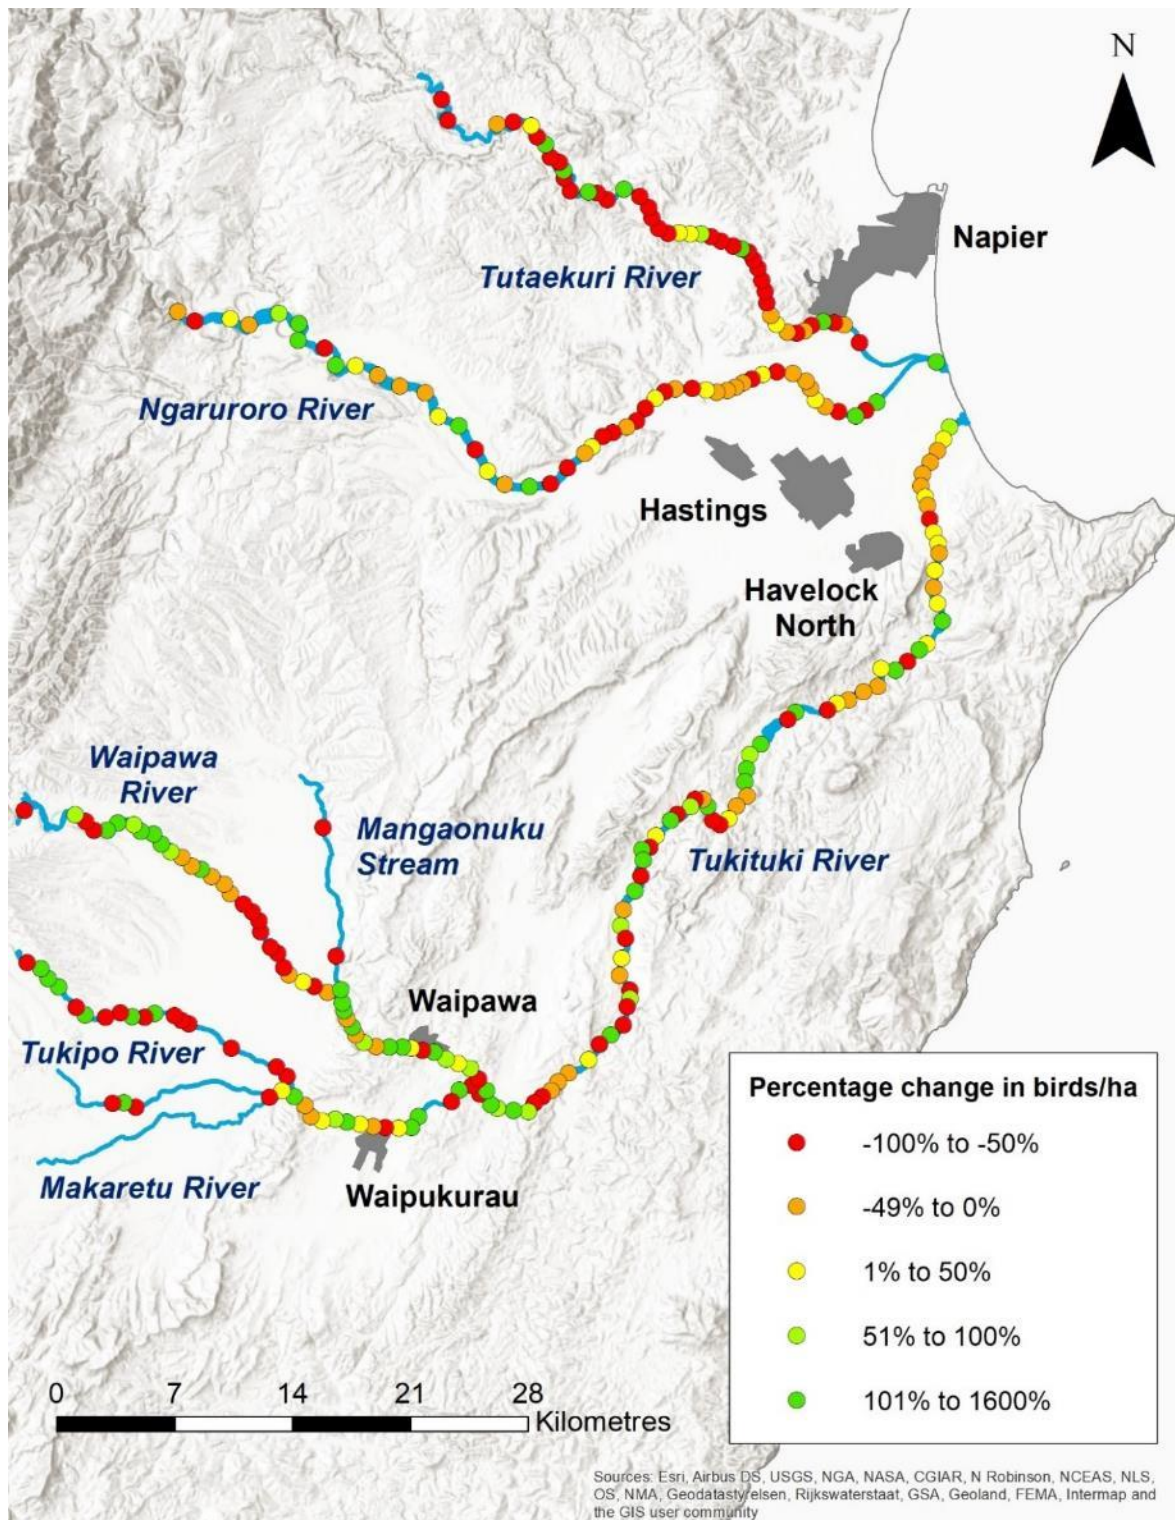 N
Napier
Tutaekuri River
Ngaruroro River
Hastings
Havelock
North
Waipawa
River
Mangaonuku
Stream
Tukituki River
Waipawa
Tukipo River
Makaretu River
Waipukurau
Percentage change in birds/ha
-100% to -50%
-49% to 0%
1% to 50%
51% to 100%
101% to 1600%
0 7 14 21 28
Kilometres
Sources: Esri, Airbus DS, USGS, NGA, NASA, CGIAR, N Robinson, NCEAS, NLS,
OS, NMA, Geodatastyrelsen, Rijkswaterstaat, GSA, Geoland, FEMA, Intermap and
the GIS user community